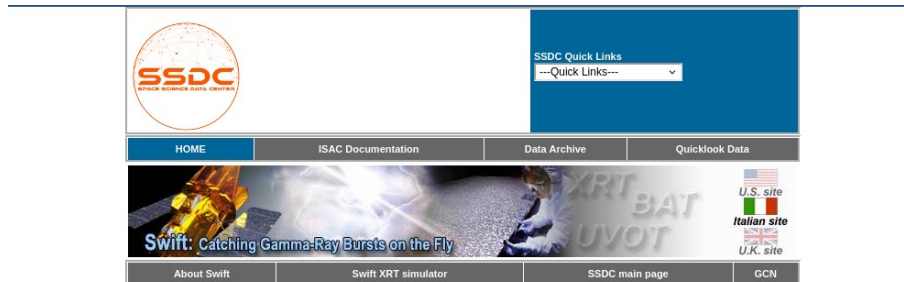 SSDC
SPACE SCIENCE DATA CENTER
SSDC Quick Links
---Quick Links---
HOME
ISAC Documentation
Data Archive
Quicklook Data
XRT
BAT
UVOT
Swift: Catching Gamma-Ray Bursts on the Fly
U.S. site
Italian site
U.K. site
About Swift
Swift XRT simulator
SSDC main page
GCN